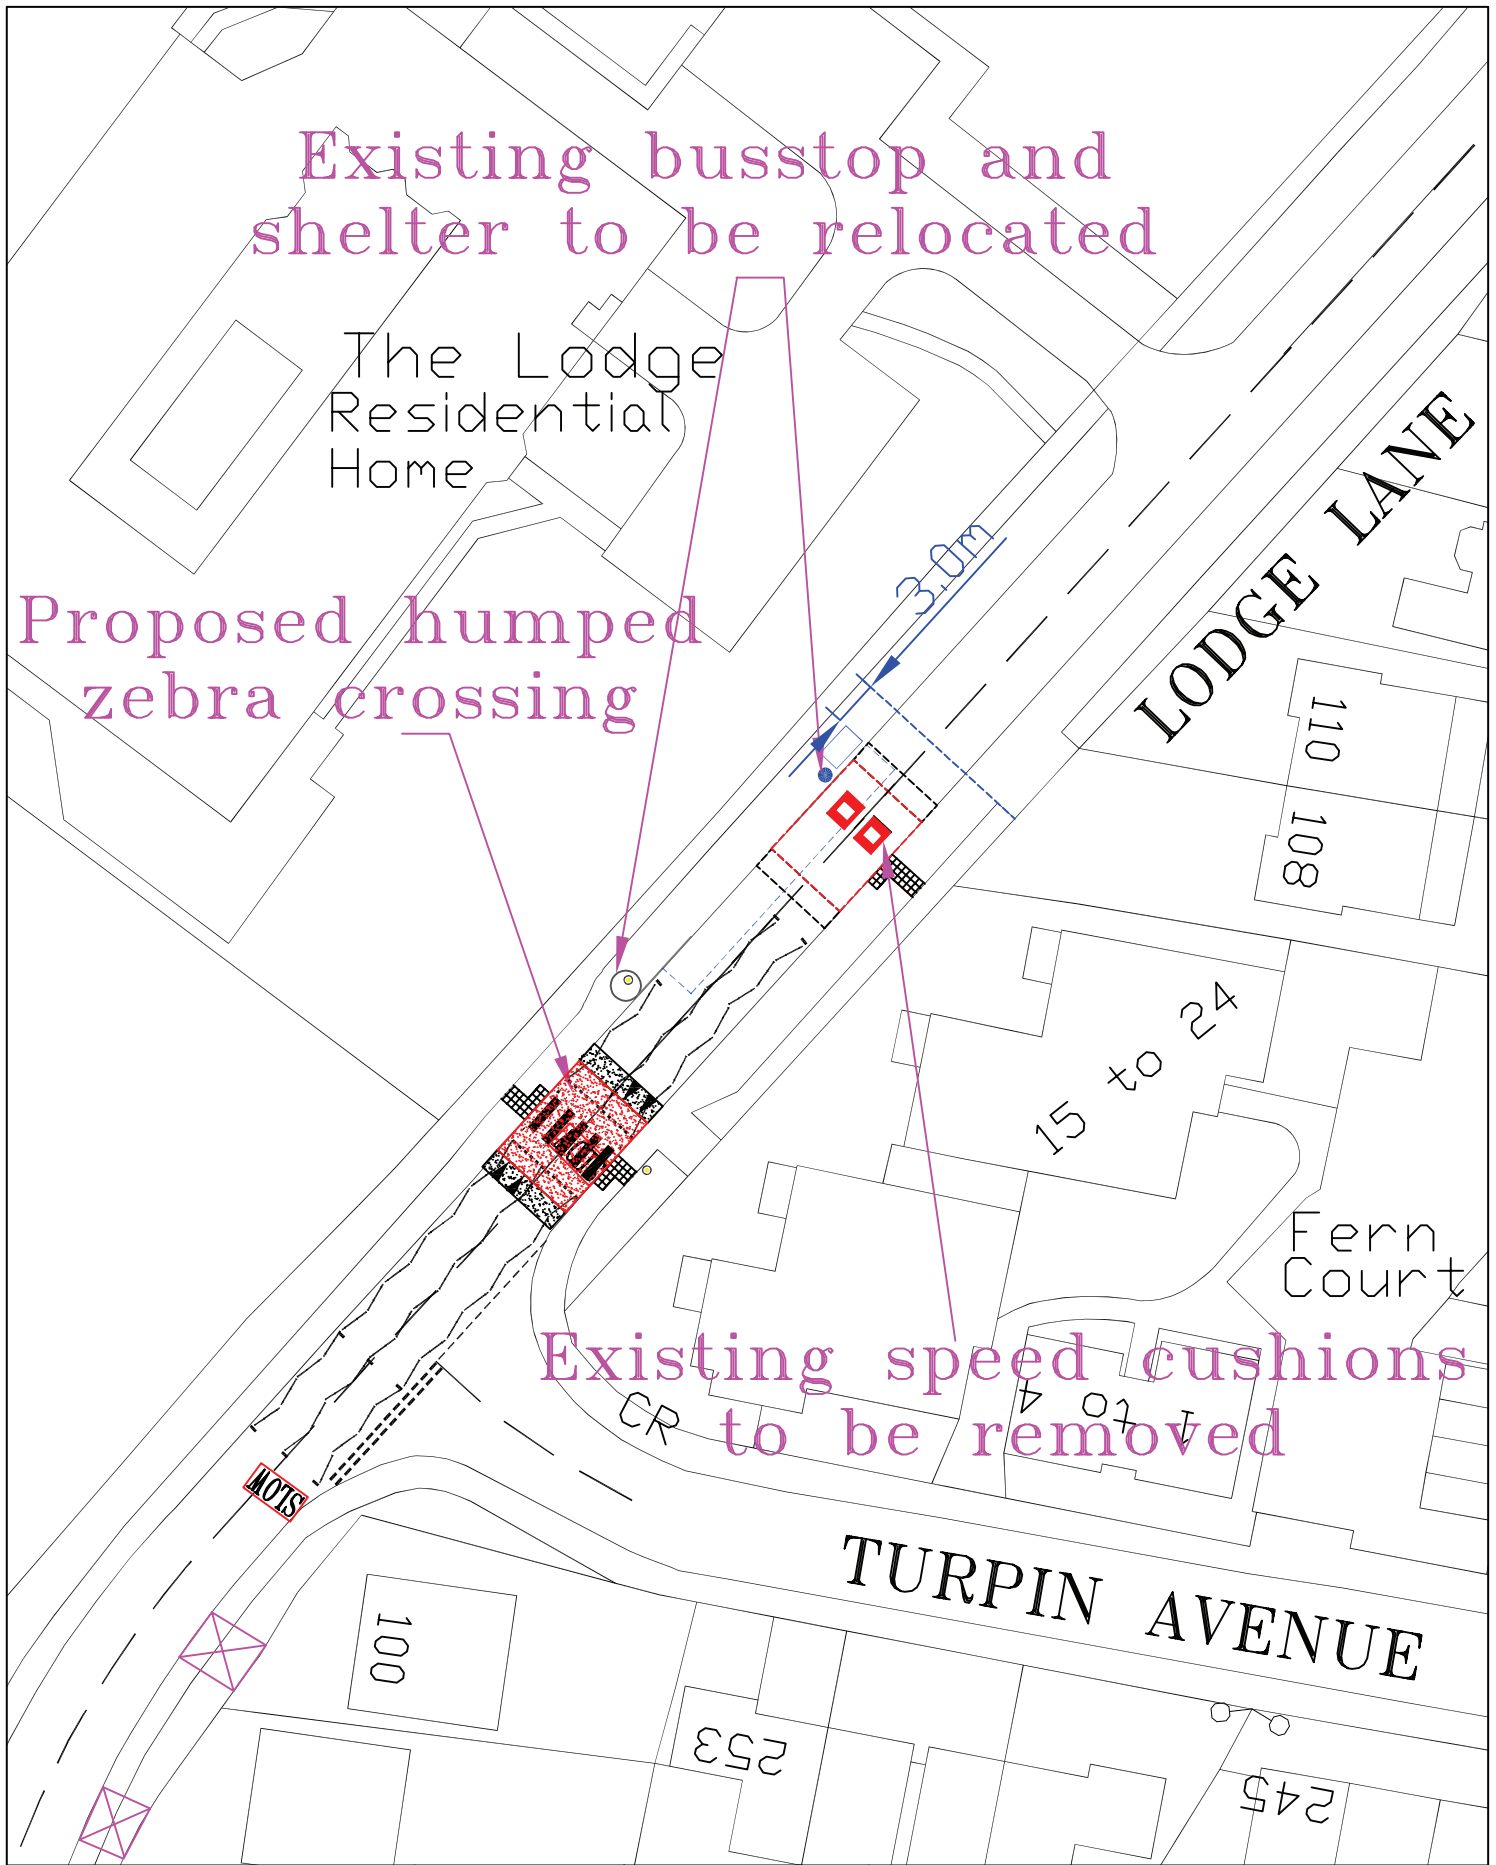 Existing busstop and
shelter to be relocated
The Lodge
Residential
Home
3.0m
LODGE LANE
Proposed humped
zebra crossing
110
108
15 to 24
Fern
Court
Existing speed cushions
to be removed
1 to 4
CR
SLOW
TURPIN AVENUE
100
253
245